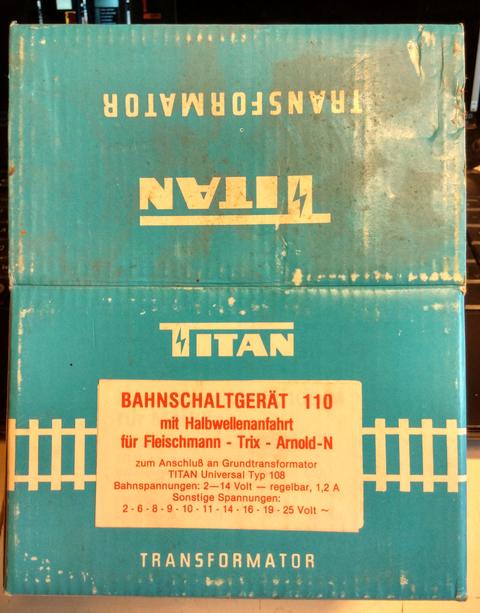 TRANSFORMATOR
TITAN
TITAN
BAHNSCHALTGERÄT 110
mit Halbwellenanfahrt
für Fleischmann - Trix - Arnold-N
zum Anschluß an Grundtransformator
TITAN Universal Typ 108
Bahnspannungen: 2—14 Volt — regelbar, 1,2 A
Sonstige Spannungen:
2 - 6 - 8 - 9 - 10 - 11 - 14 - 16 - 19 - 25 Volt ~
TRANSFORMATOR